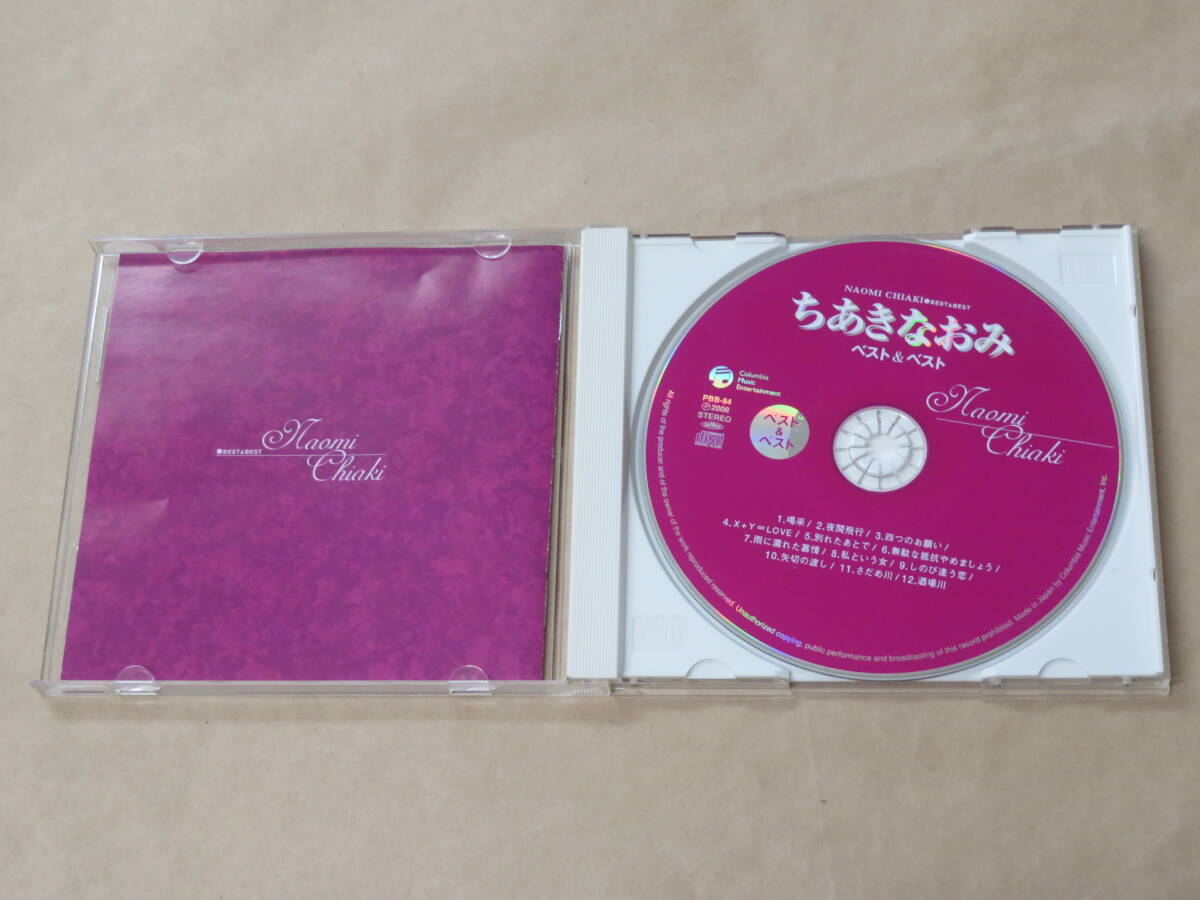 Naomi
●BEST&BEST
Chiaki
NAOMI CHIAKI●BEST&BEST
ちあきなおみ
ベスト&ベスト
Columbia
Music
Entertainment
PBB-84
Ⓟ2008
STEREO
ベスト
&
ベスト
Naomi
Chiaki
1.喝采/ 2.夜間飛行/ 3.四つのお願い/
4.X+Y=LOVE/ 5.別れたあとで/ 6.無駄な抵抗やめましょう/
7.雨に濡れた慕情/ 8.私という女/ 9.しのび逢う恋/
10.矢切の渡し/ 11.さだめ川/ 12.酒場川
All rights of the producer and of the owner of the work reproduced reserved. Unauthorized copying, public performance and broadcasting of this record prohibited. Made in Japan by Columbia Music Entertainment, Inc.